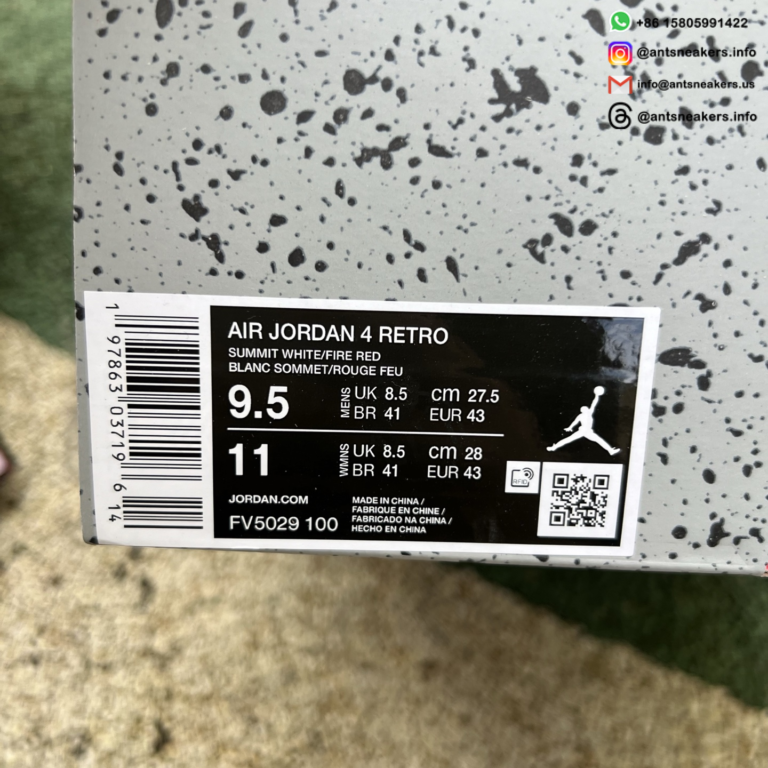 +86 15805991422
@antsneakers.info
info@antsneakers.us
@antsneakers.info
AIR JORDAN 4 RETRO
SUMMIT WHITE/FIRE RED
BLANC SOMMET/ROUGE FEU
9.5 MENS UK 8.5 cm 27.5
BR 41 EUR 43
11 WMNS UK 8.5 cm 28
BR 41 EUR 43
JORDAN.COM
FV5029 100
MADE IN CHINA /
FABRIQUE EN CHINE /
FABRICADO NA CHINA /
HECHO EN CHINA
RFID
1 97863 03719 6 14